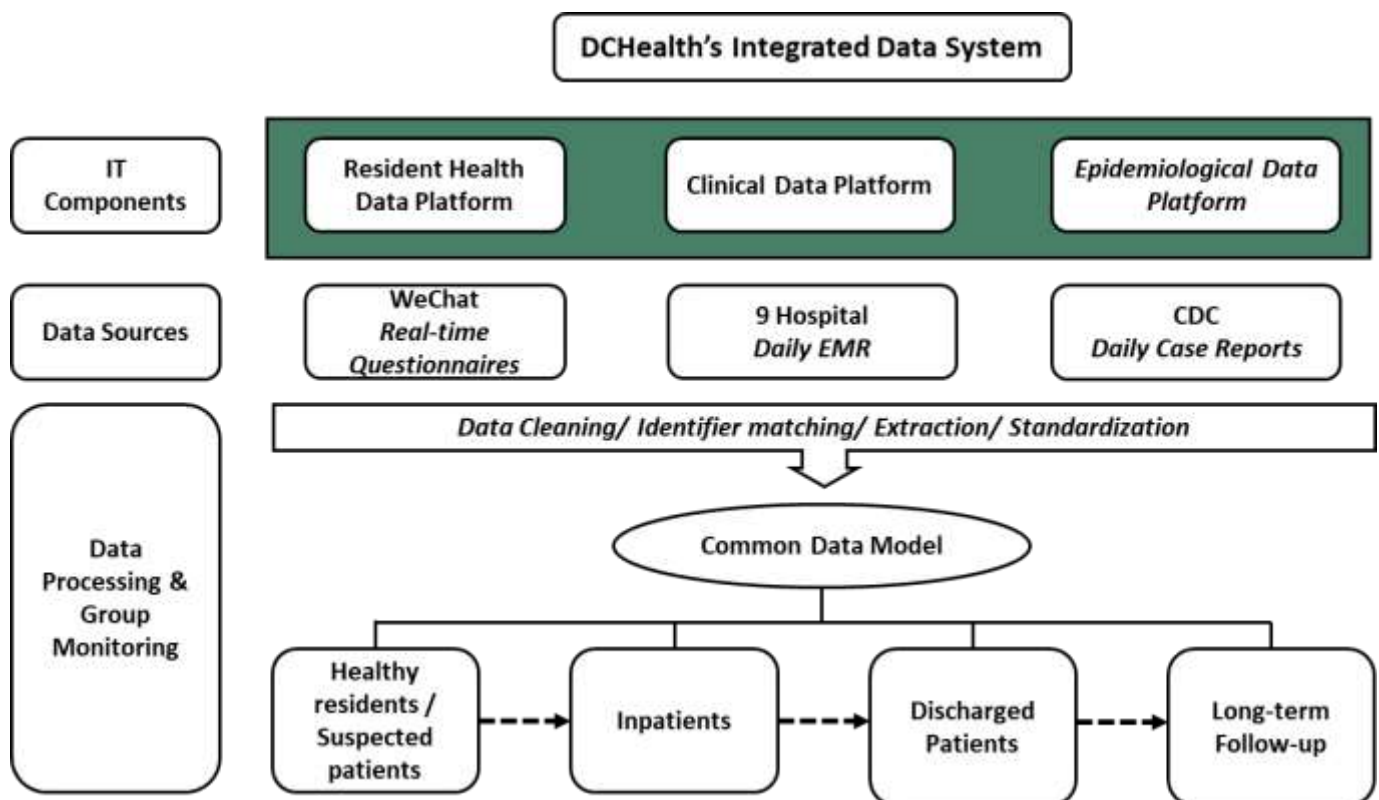 DCHealth's Integrated Data System
IT
Components
Resident Health
Data Platform
Clinical Data Platform
Epidemiological Data
Platform
Data Sources
WeChat
Real-time
Questionnaires
9 Hospital
Daily EMR
CDC
Daily Case Reports
Data
Processing &
Group
Monitoring
Data Cleaning/ Identifier matching/ Extraction/ Standardization
Common Data Model
Healthy
residents /
Suspected
patients
Inpatients
Discharged
Patients
Long-term
Follow-up